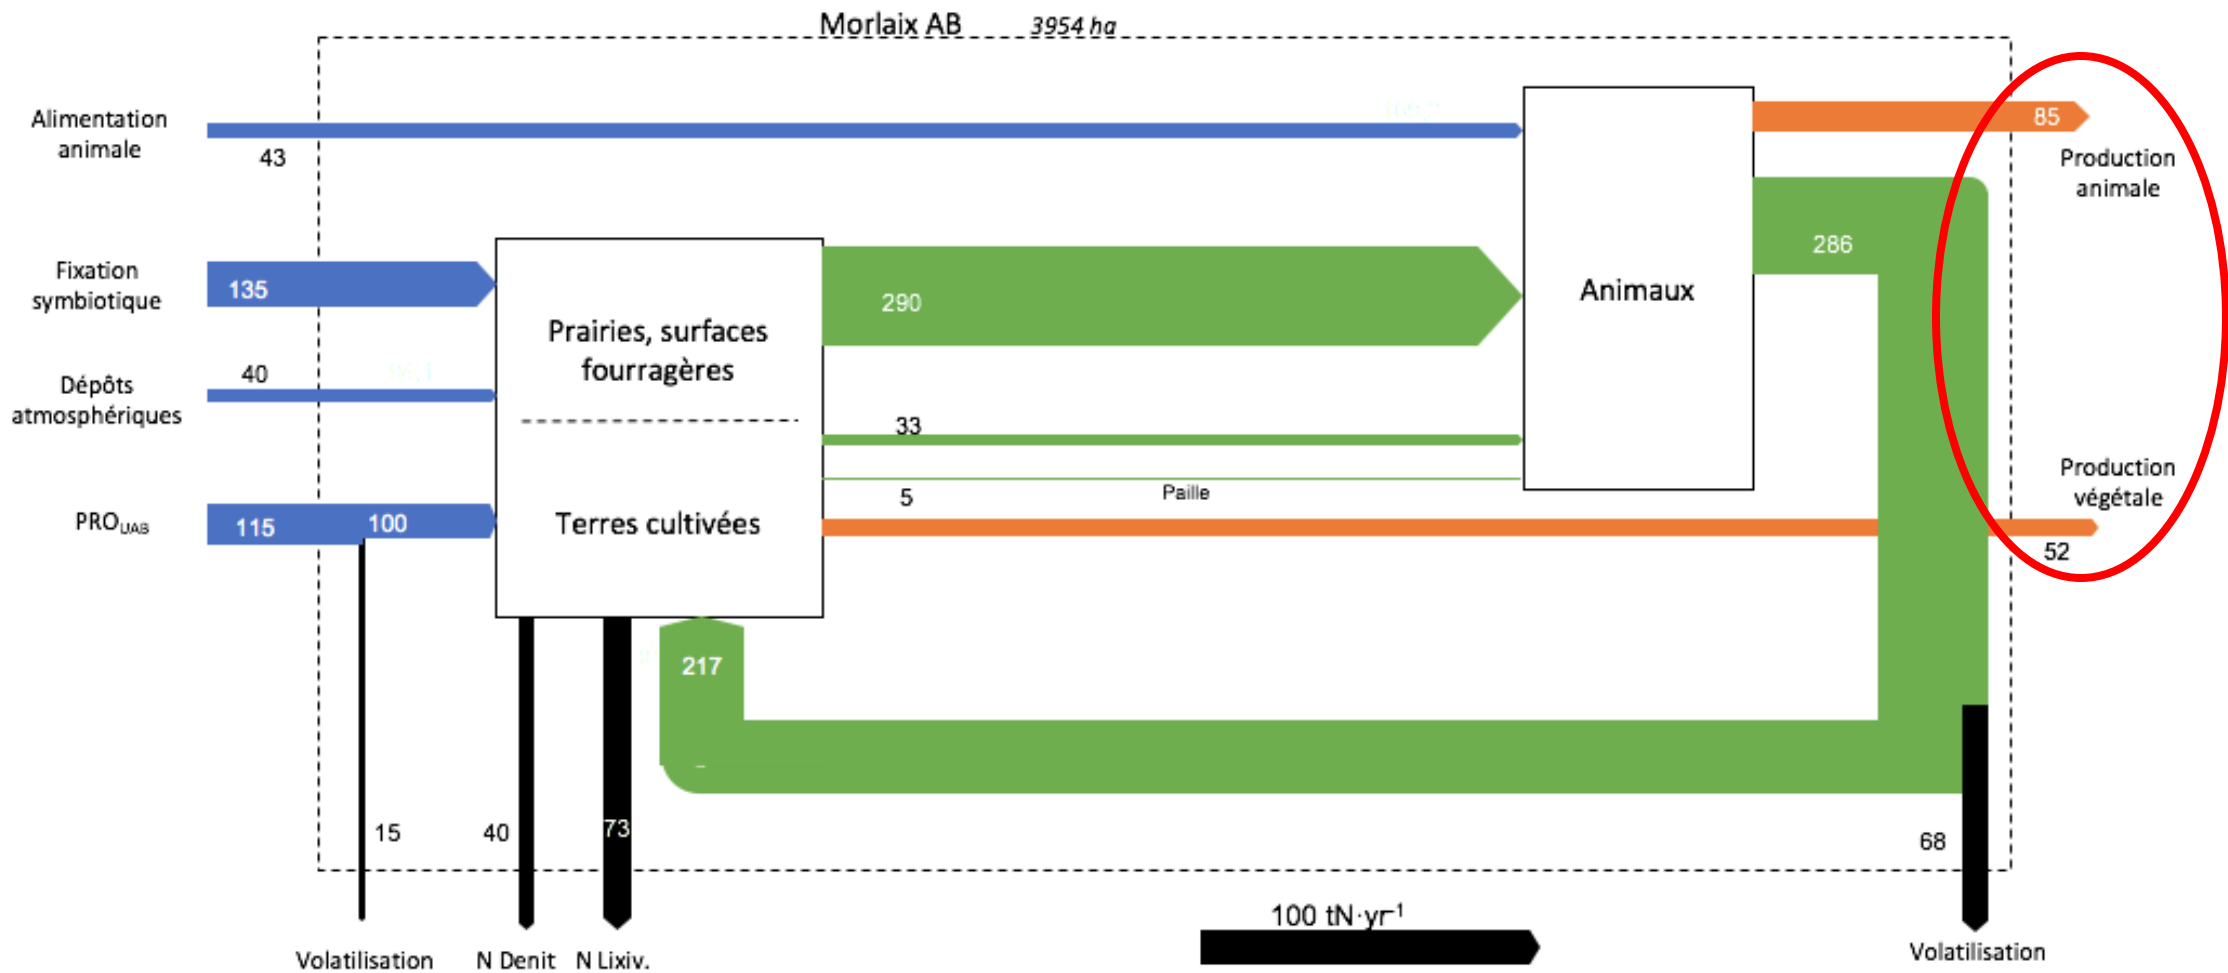 Morlaix AB 3954 ha
Alimentation
animale
43
85
Production
animale
Fixation
symbiotique
135
290
286
Animaux
Prairies, surfaces
fourragères
40
Dépôts
atmosphériques
33
5
Paille
Production
végétale
52
PRO UAB
115
100
Terres cultivées
217
15
40
73
68
100 tN·yr⁻¹
Volatilisation
N Denit
N Lixiv.
Volatilisation